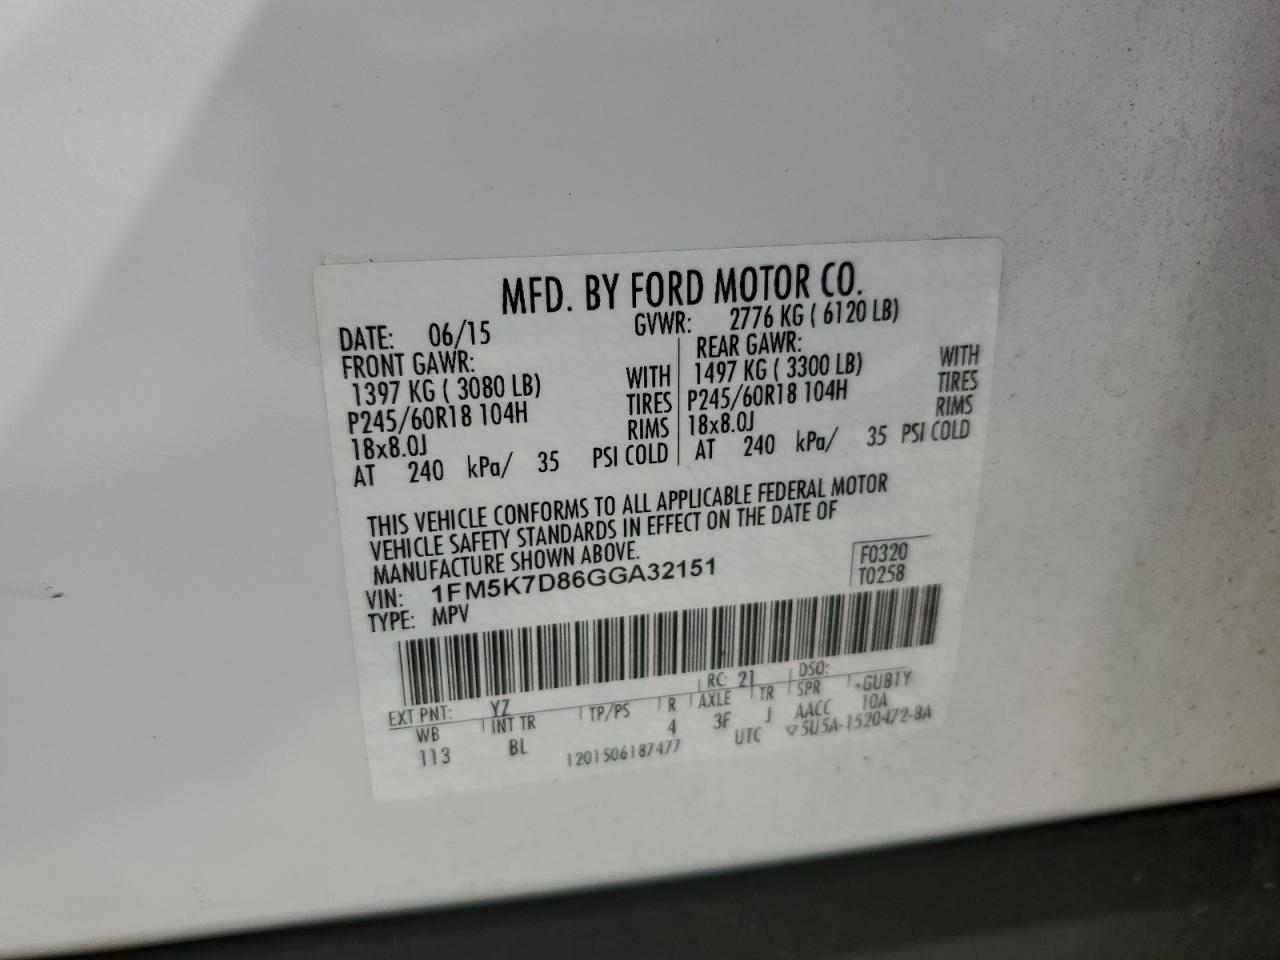 MFD. BY FORD MOTOR CO.
DATE: 06/15 GVWR: 2776 KG ( 6120 LB)
FRONT GAWR: REAR GAWR:
1397 KG ( 3080 LB) WITH 1497 KG ( 3300 LB) WITH
P245/60R18 104H TIRES P245/60R18 104H TIRES
18x8.0J RIMS 18x8.0J RIMS
AT 240 kPa/ 35 PSI COLD AT 240 kPa/ 35 PSI COLD
THIS VEHICLE CONFORMS TO ALL APPLICABLE FEDERAL MOTOR
VEHICLE SAFETY STANDARDS IN EFFECT ON THE DATE OF
MANUFACTURE SHOWN ABOVE.
VIN: 1FM5K7D86GGA32151 F0320
TYPE: MPV T0258
EXT PNT: YZ RC: 21 DSO:
WB INT TR TP/PS R AXLE TR SPR *GUB1Y
113 BL 4 3F J AACC 10A
1201506187477 UTC ▽5U5A-1520472-BA